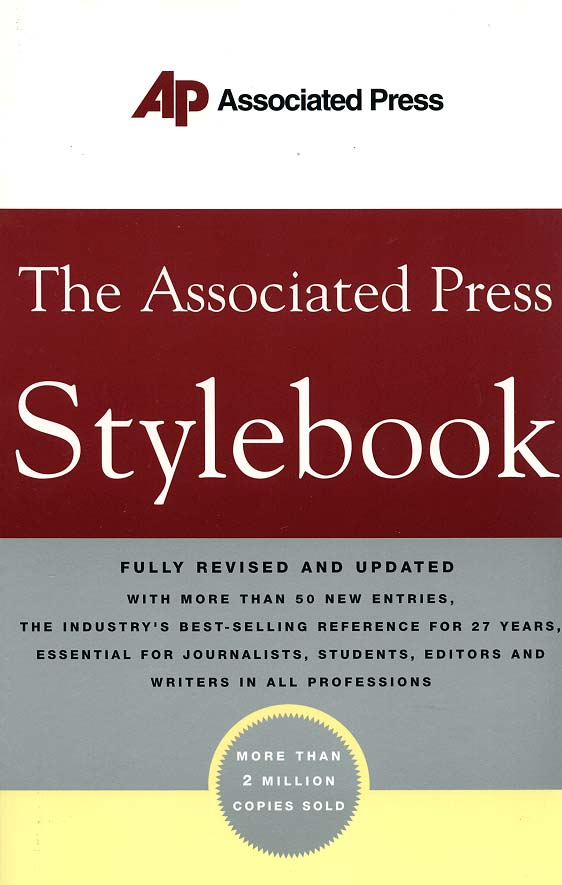 AP Associated Press
The Associated Press
Stylebook
FULLY REVISED AND UPDATED
WITH MORE THAN 50 NEW ENTRIES,
THE INDUSTRY'S BEST-SELLING REFERENCE FOR 27 YEARS,
ESSENTIAL FOR JOURNALISTS, STUDENTS, EDITORS AND
WRITERS IN ALL PROFESSIONS
MORE THAN
2 MILLION
COPIES SOLD